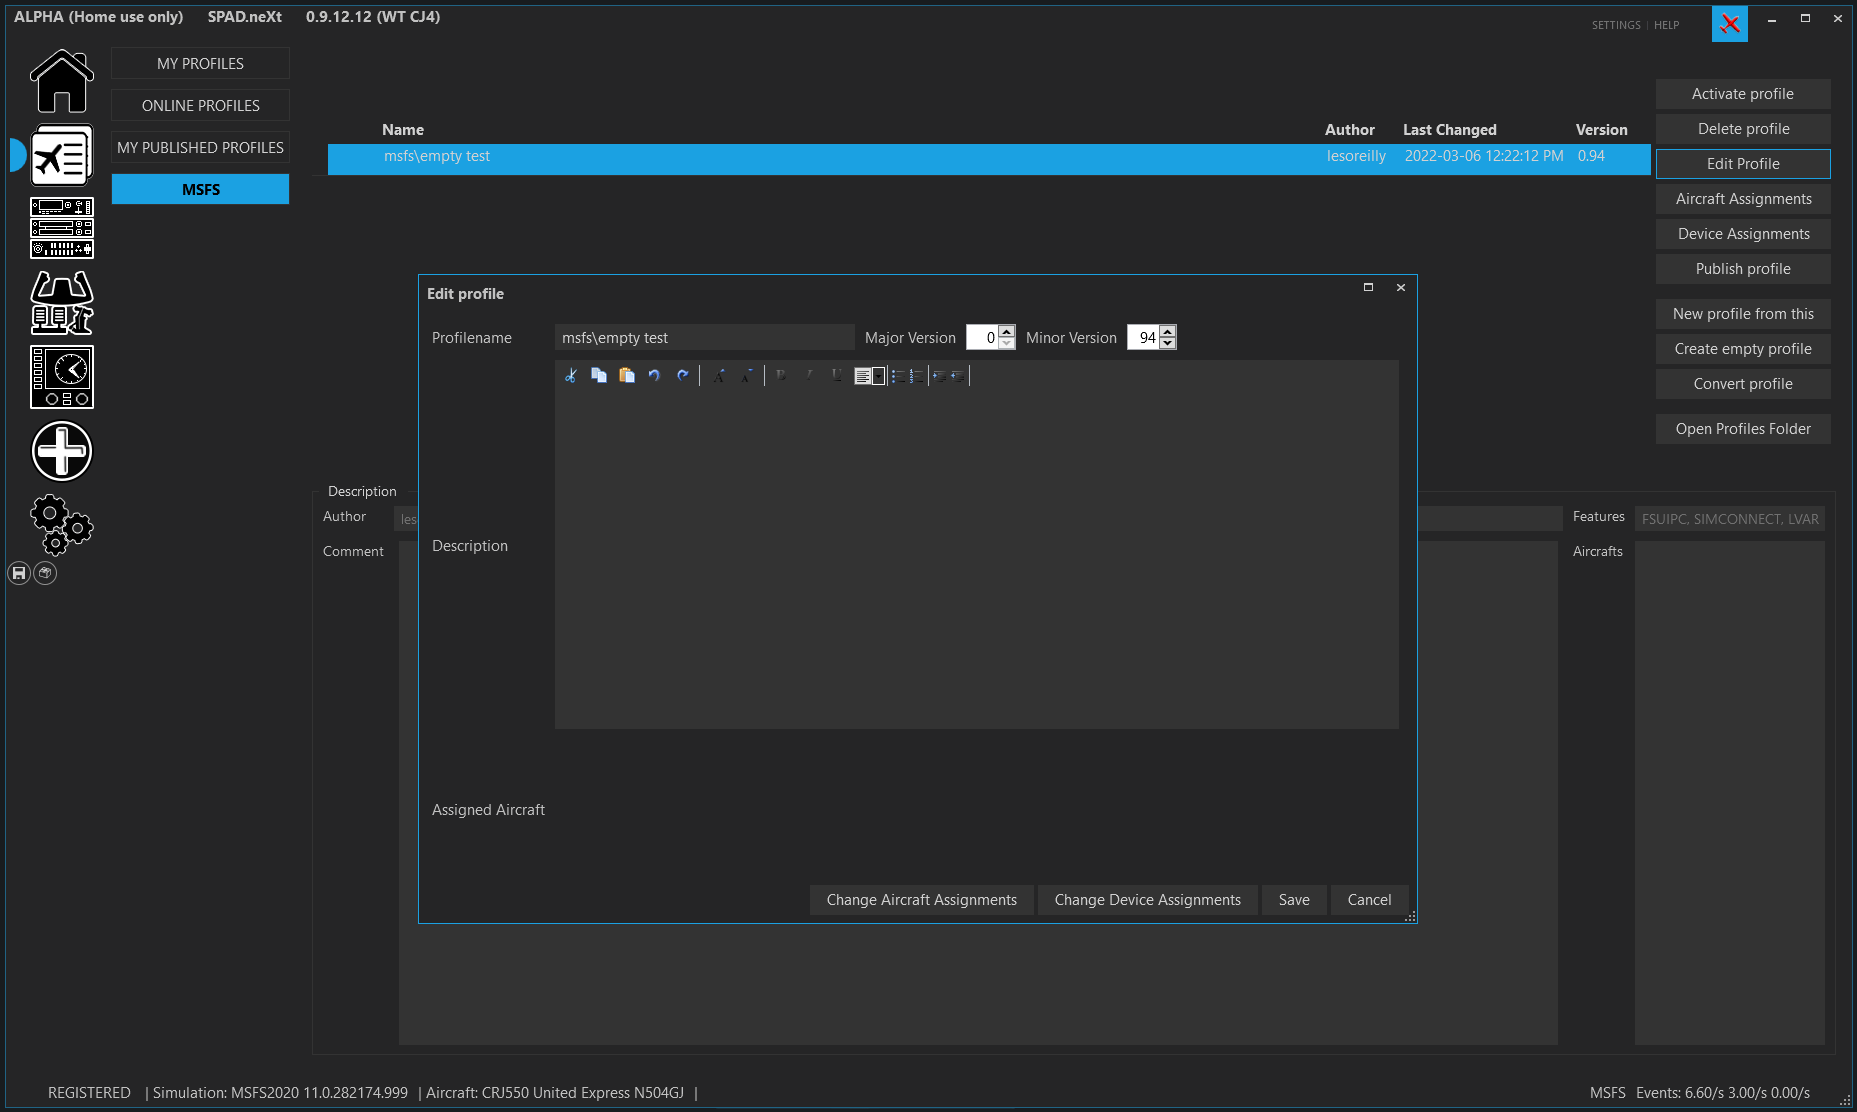 ALPHA (Home use only) SPAD.neXt 0.9.12.12 (WT CJ4)
SETTINGS | HELP
MY PROFILES
ONLINE PROFILES
MY PUBLISHED PROFILES
MSFS
Name Author Last Changed Version
msfs\empty test lesoreilly 2022-03-06 12:22:12 PM 0.94
Activate profile
Delete profile
Edit Profile
Aircraft Assignments
Device Assignments
Publish profile
New profile from this
Create empty profile
Convert profile
Open Profiles Folder
Edit profile
Profilename msfs\empty test Major Version 0 Minor Version 94
A A B I U
Description
Assigned Aircraft
Change Aircraft Assignments Change Device Assignments Save Cancel
Description
Author les
Comment
Features FSUIPC, SIMCONNECT, LVAR
Aircrafts
REGISTERED | Simulation: MSFS2020 11.0.282174.999 | Aircraft: CRJ550 United Express N504GJ |
MSFS Events: 6.60/s 3.00/s 0.00/s